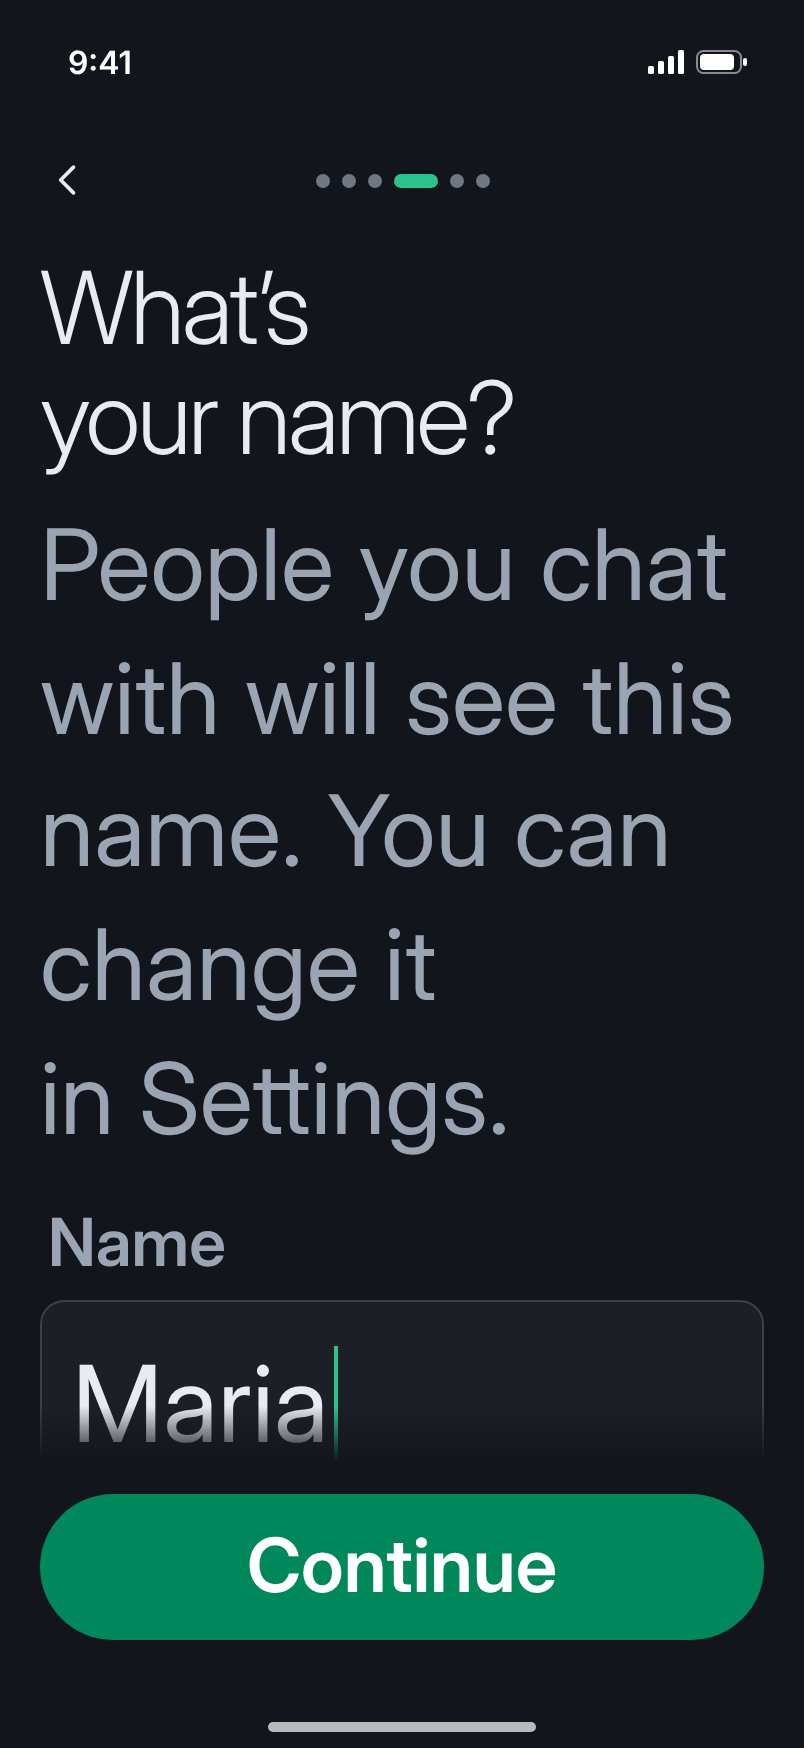 9:41
What’s
your name?
People you chat
with will see this
name. You can
change it
in Settings.
Name
Maria
Continue